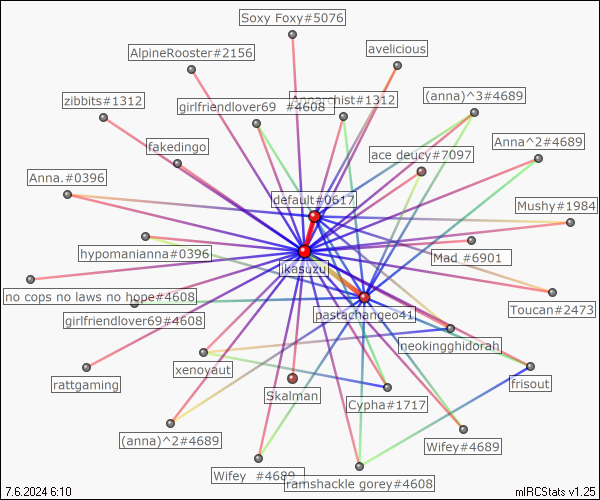 Soxy Foxy#5076
avelicious
AlpineRooster#2156
zibbits#1312
girlfriendlover69 #4608
Annarchist#1312
(anna)^3#4689
fakedingo
ace deucy#7097
Anna^2#4689
Anna.#0396
default#0617
Mushy#1984
hypomanianna#0396
jikasuzu
Mad #6901
no cops no laws no hope#4608
pastachangeo41
Toucan#2473
girlfriendlover69#4608
neokingghidorah
xenoyaut
rattgaming
Skalman
frisout
Cypha#1717
(anna)^2#4689
Wifey#4689
Wifey #4689
ramshackle gorey#4608
7.6.2024 6:10
mIRCStats v1.25